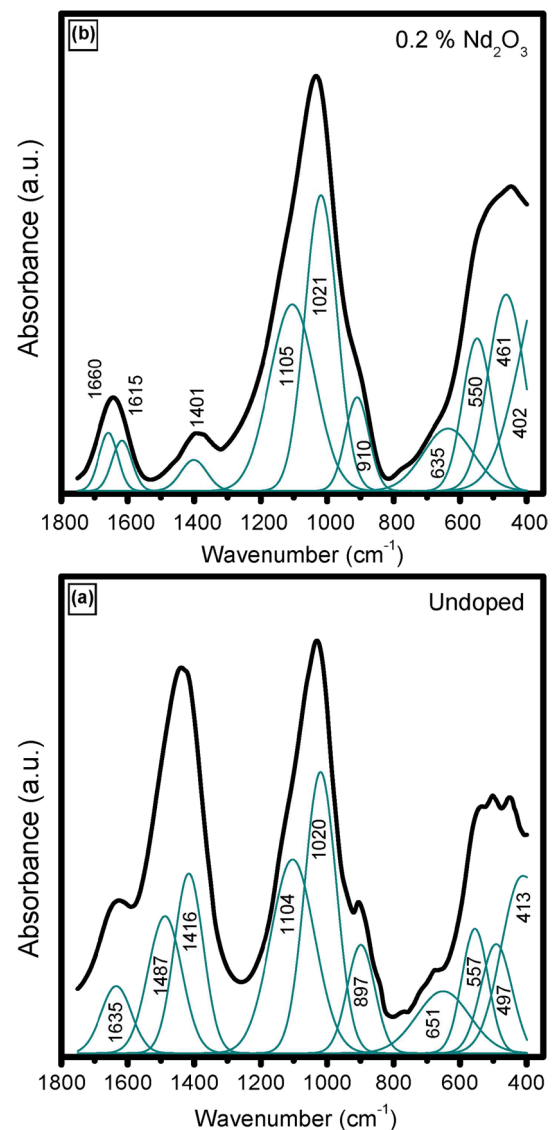 (b)
0.2 % Nd₂O₃
Absorbance (a.u.)
1660
1615
1401
1105
1021
910
635
550
461
402
1800 1600 1400 1200 1000 800 600 400
Wavenumber (cm⁻¹)
(a)
Undoped
Absorbance (a.u.)
1635
1487
1416
1104
1020
897
651
557
497
413
1800 1600 1400 1200 1000 800 600 400
Wavenumber (cm⁻¹)